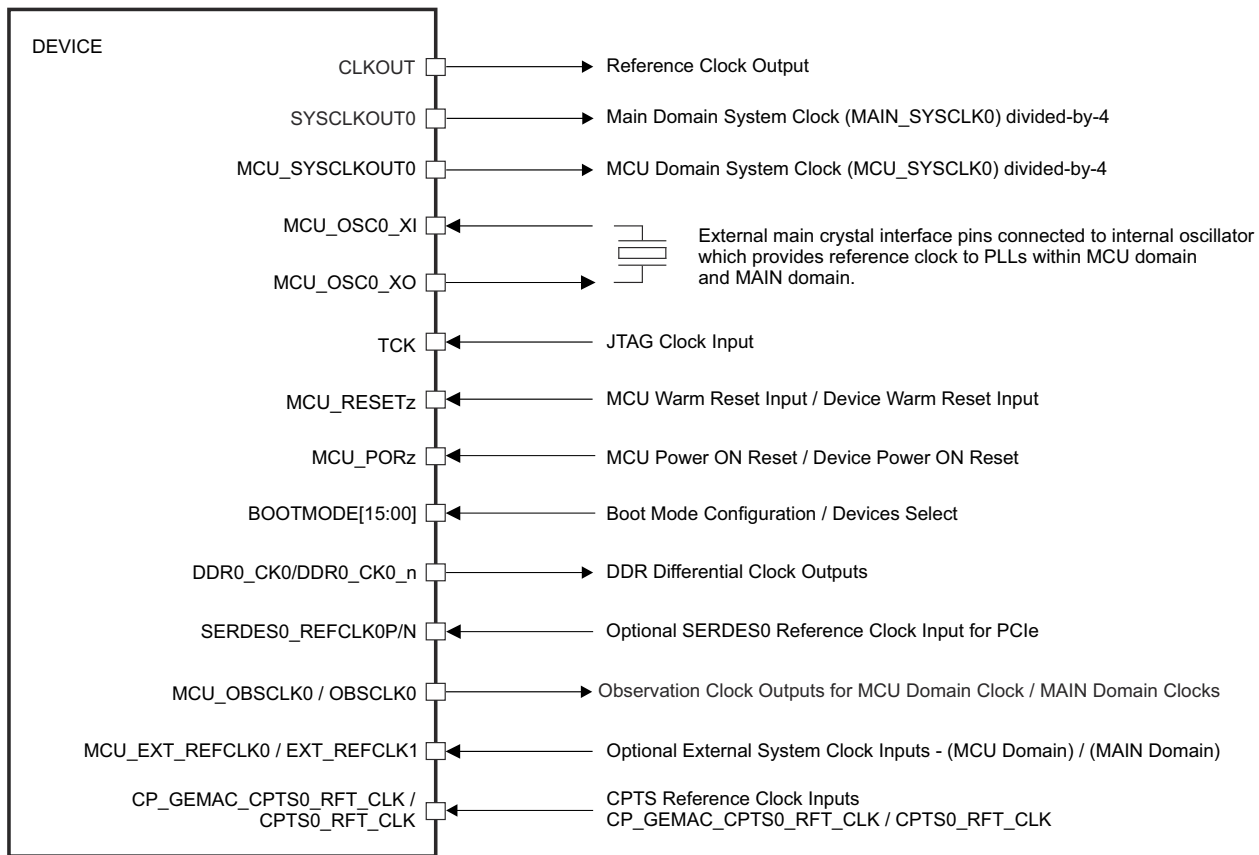 DEVICE
CLKOUT Reference Clock Output
SYSCLKOUT0 Main Domain System Clock (MAIN_SYSCLK0) divided-by-4
MCU_SYSCLKOUT0 MCU Domain System Clock (MCU_SYSCLK0) divided-by-4
MCU_OSC0_XI
External main crystal interface pins connected to internal oscillator
which provides reference clock to PLLs within MCU domain
and MAIN domain.
MCU_OSC0_XO
TCK JTAG Clock Input
MCU_RESETz MCU Warm Reset Input / Device Warm Reset Input
MCU_PORz MCU Power ON Reset / Device Power ON Reset
BOOTMODE[15:00] Boot Mode Configuration / Devices Select
DDR0_CK0/DDR0_CK0_n DDR Differential Clock Outputs
SERDES0_REFCLK0P/N Optional SERDES0 Reference Clock Input for PCIe
MCU_OBSCLK0 / OBSCLK0 Observation Clock Outputs for MCU Domain Clock / MAIN Domain Clocks
MCU_EXT_REFCLK0 / EXT_REFCLK1 Optional External System Clock Inputs - (MCU Domain) / (MAIN Domain)
CP_GEMAC_CPTS0_RFT_CLK /
CPTS0_RFT_CLK
CPTS Reference Clock Inputs
CP_GEMAC_CPTS0_RFT_CLK / CPTS0_RFT_CLK